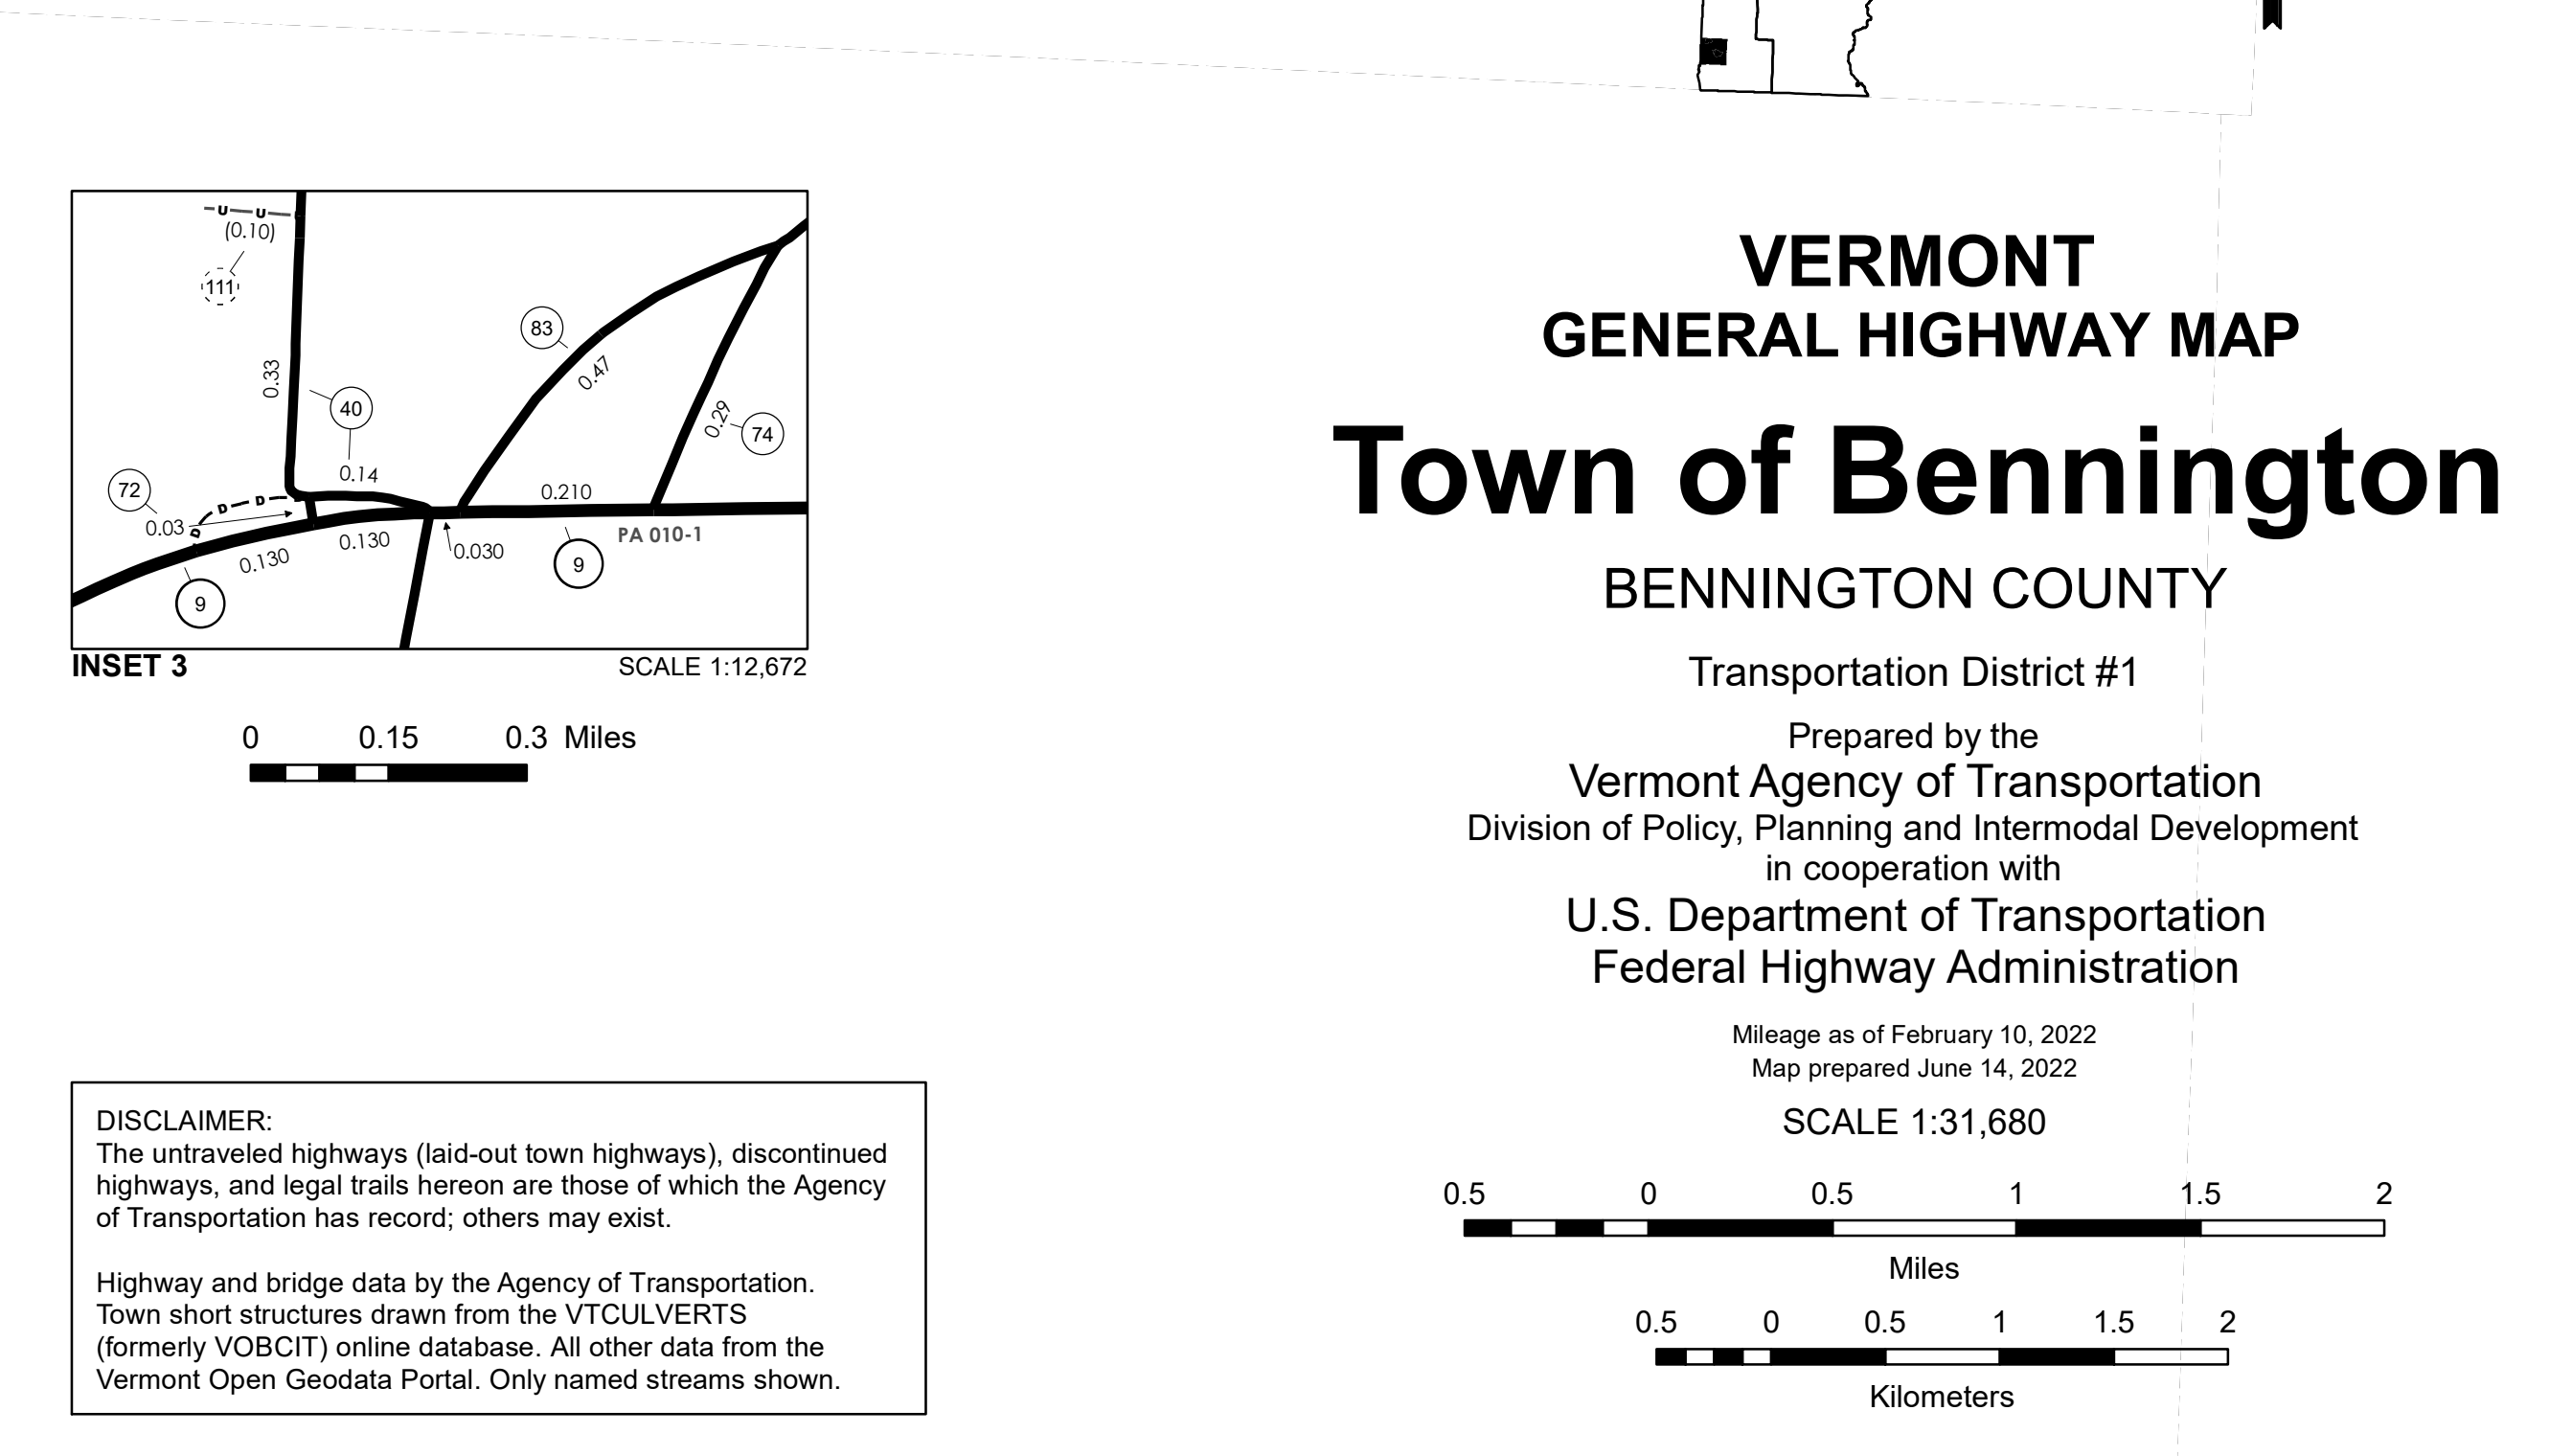 U U
(0.10)
111
83
0.33
0.47
40
0.29
74
0.14
72
0.210
D D
0.03
D
PA 010-1
0.130
0.130
0.030
9
9
INSET 3
SCALE 1:12,672
0 0.15 0.3 Miles
DISCLAIMER:
The untraveled highways (laid-out town highways), discontinued
highways, and legal trails hereon are those of which the Agency
of Transportation has record; others may exist.
Highway and bridge data by the Agency of Transportation.
Town short structures drawn from the VTCULVERTS
(formerly VOBCIT) online database. All other data from the
Vermont Open Geodata Portal. Only named streams shown.
VERMONT
GENERAL HIGHWAY MAP
Town of Bennington
BENNINGTON COUNTY
Transportation District #1
Prepared by the
Vermont Agency of Transportation
Division of Policy, Planning and Intermodal Development
in cooperation with
U.S. Department of Transportation
Federal Highway Administration
Mileage as of February 10, 2022
Map prepared June 14, 2022
SCALE 1:31,680
0.5 0 0.5 1 1.5 2
Miles
0.5 0 0.5 1 1.5 2
Kilometers